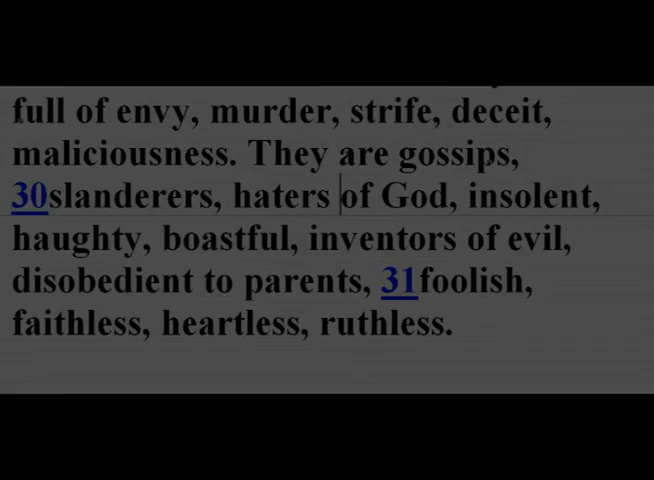 full of envy, murder, strife, deceit,
maliciousness. They are gossips,
30slanderers, haters of God, insolent,
haughty, boastful, inventors of evil,
disobedient to parents, 31foolish,
faithless, heartless, ruthless.